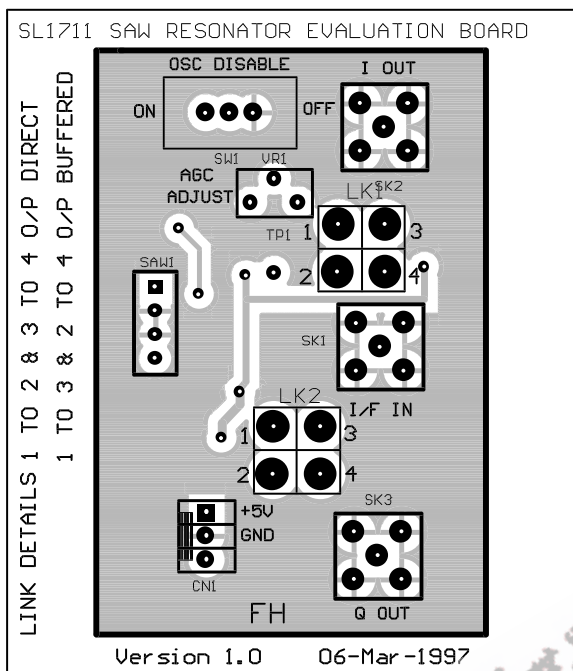 SL1711 SAW RESONATOR EVALUATION BOARD
LINK DETAILS 1 TO 2 & 3 TO 4 O/P DIRECT
1 TO 3 & 2 TO 4 O/P BUFFERED
OSC DISABLE
I OUT
ON
OFF
SW1 VR1
AGC
ADJUST
LK1 SK2
TP1
1 3
2 4
SAW1
SK1
I/F IN
LK2
1 3
2 4
SK3
+5V
GND
CN1
FH
Q OUT
Version 1.0 06-Mar-1997